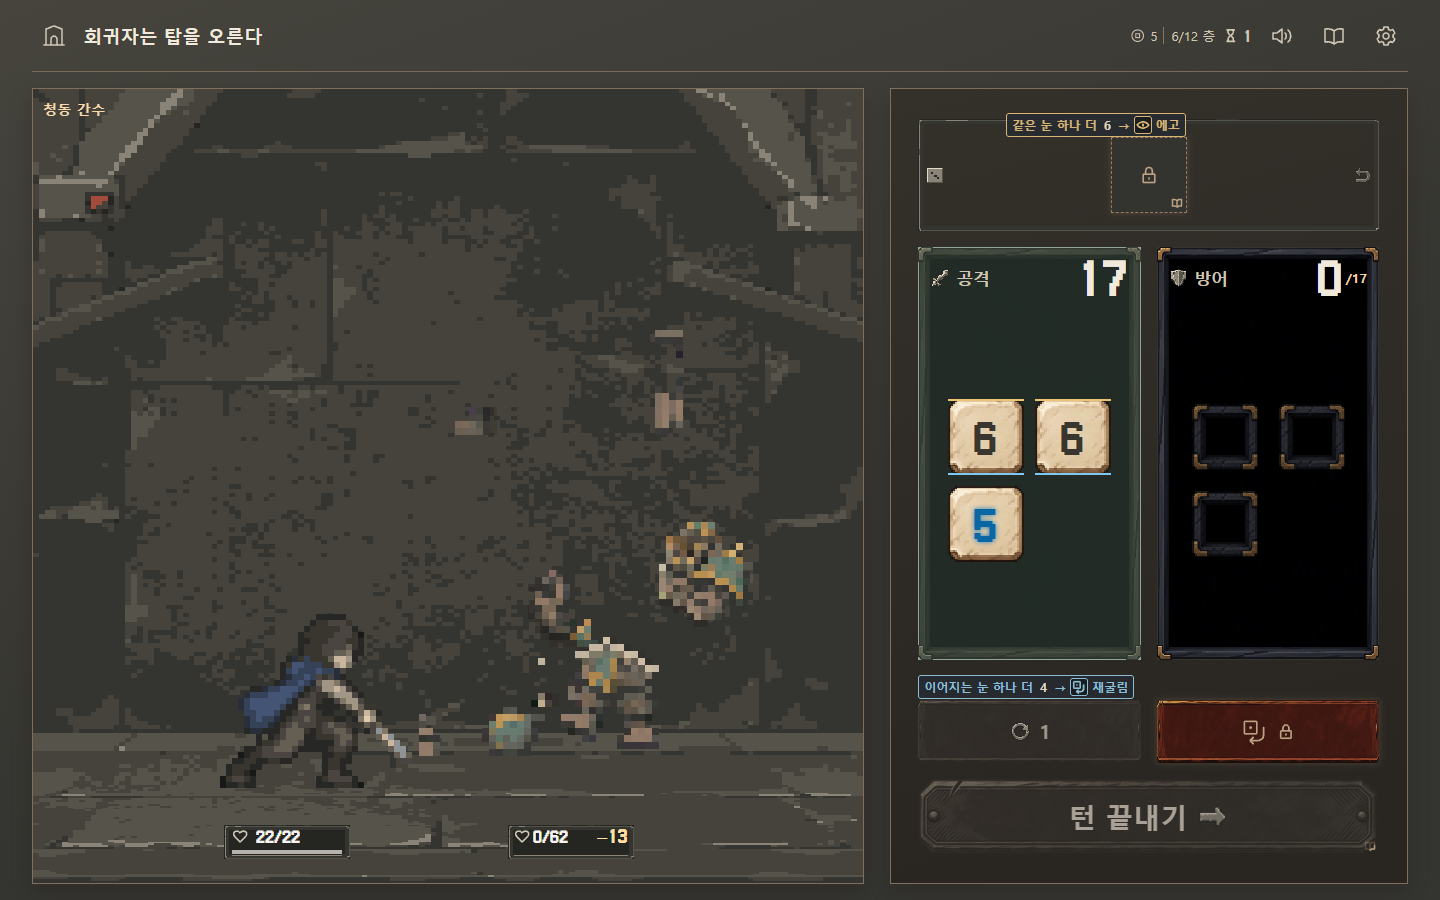 회귀자는 탑을 오른다
5 6/12 층 1
청동 간수
같은 눈 하나 더 6 → 에고
공격 17
방어 0/17
6 6
5
이어지는 눈 하나 더 4 → 재굴림
1
턴 끝내기
22/22
0/62 –13